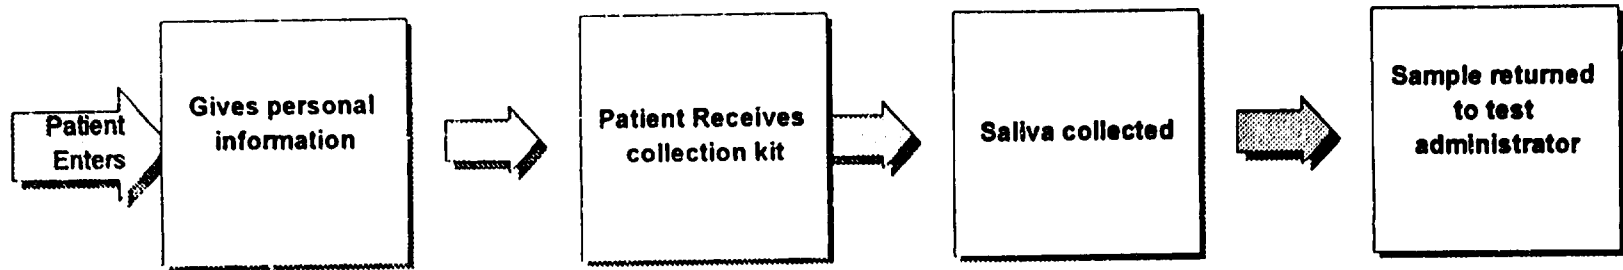 Patient
Enters
Gives personal
information
Patient Receives
collection kit
Saliva collected
Sample returned
to test
administrator